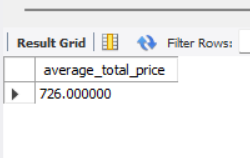 Result Grid Filter Rows:
average_total_price
726.000000